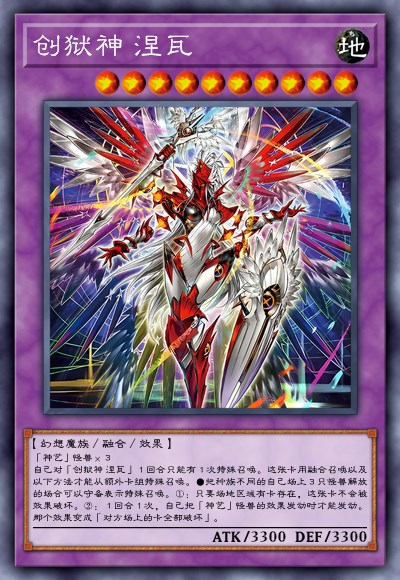 创狱神 涅瓦
地
【幻想魔族／融合／效果】
「神艺」怪兽×3
自己对「创狱神 涅瓦」1回合只能有1次特殊召唤。这张卡用融合召唤以及
以下方法才能从额外卡组特殊召唤。●把种族不同的自己场上3只怪兽解放
的场合可以守备表示特殊召唤。①：只要场地区域有卡存在，这张卡不会被
效果破坏。②：1回合1次，自己把「神艺」怪兽的效果发动时才能发动。
那个效果变成「对方场上的卡全部破坏」。
ATK/3300 DEF/3300